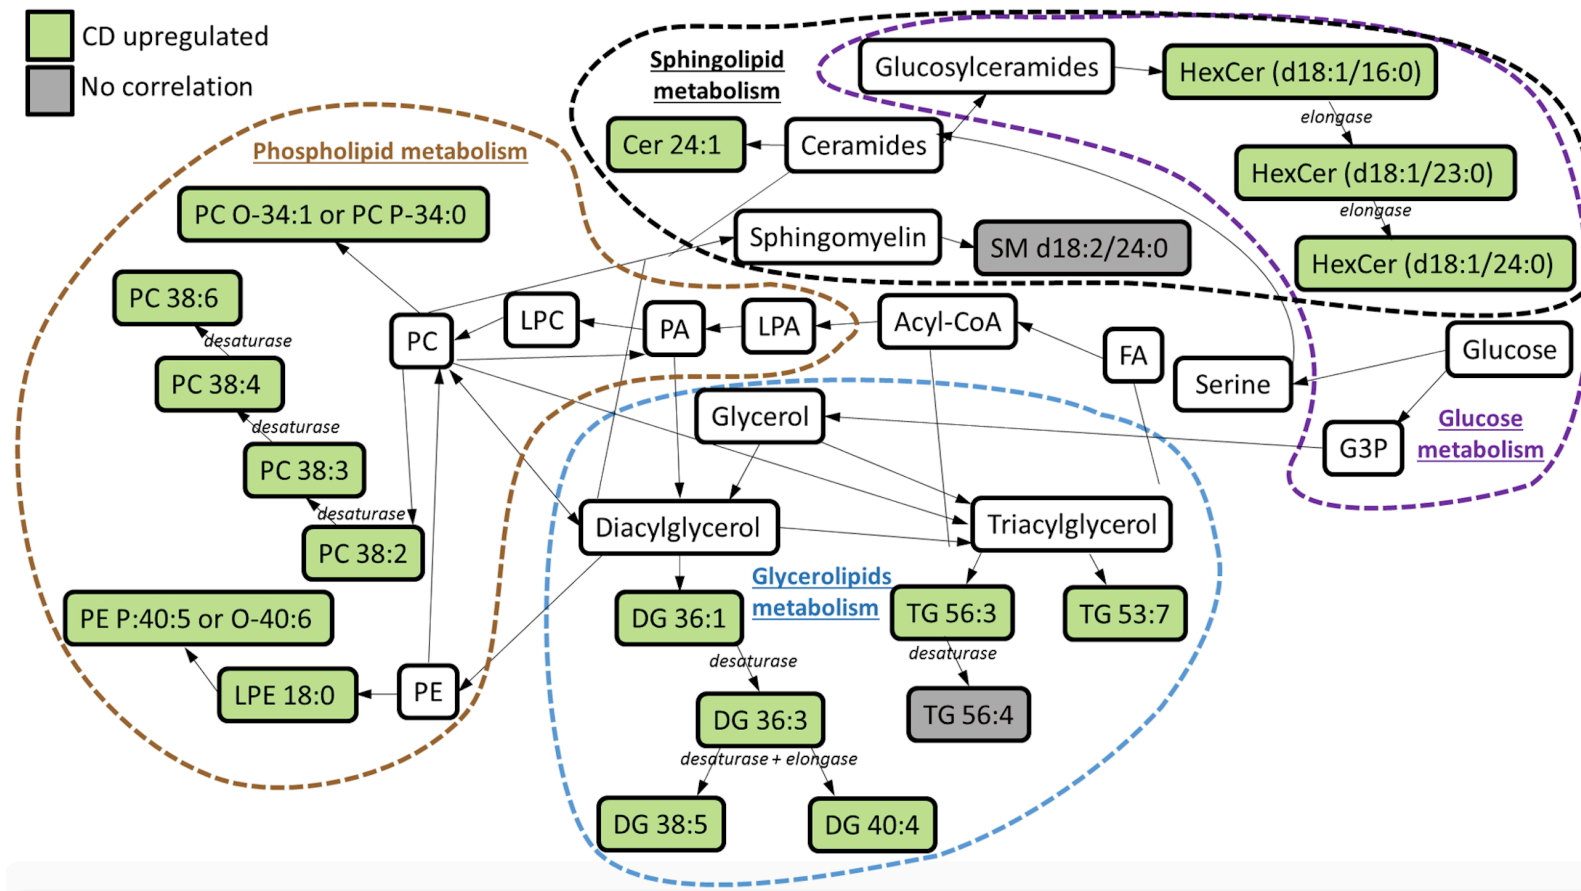 CD upregulated
No correlation
Sphingolipid
metabolism
Glucosylceramides
HexCer (d18:1/16:0)
elongase
Cer 24:1
Ceramides
HexCer (d18:1/23:0)
elongase
Phospholipid metabolism
PC O-34:1 or PC P-34:0
Sphingomyelin
SM d18:2/24:0
HexCer (d18:1/24:0)
PC 38:6
desaturase
PC
LPC
PA
LPA
Acyl-CoA
FA
Glucose
Serine
PC 38:4
desaturase
Glycerol
Glucose
metabolism
G3P
PC 38:3
desaturase
PC 38:2
Diacylglycerol
Triacylglycerol
Glycerolipids
metabolism
PE P:40:5 or O-40:6
DG 36:1
TG 56:3
TG 53:7
desaturase
desaturase
LPE 18:0
PE
DG 36:3
TG 56:4
desaturase + elongase
DG 38:5
DG 40:4